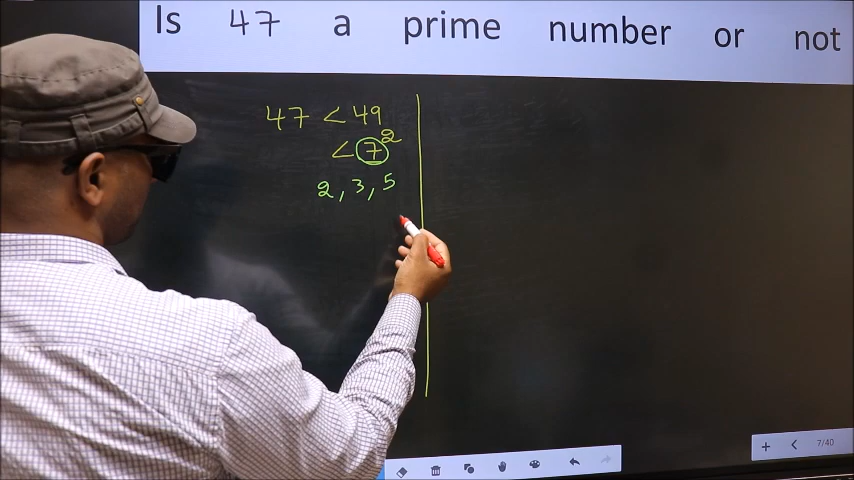 Is 47 a prime number or not
47 < 49
< 7²
2, 3, 5
7/40